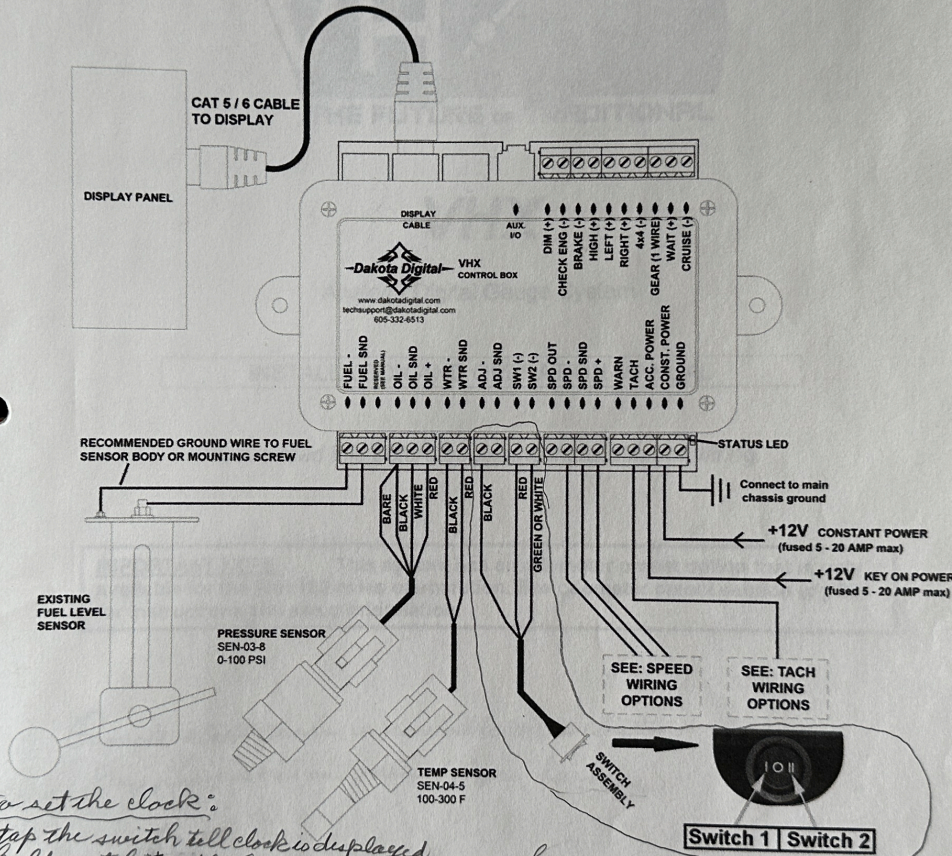 CAT 5 / 6 CABLE
TO DISPLAY
THE FUTURE OF TRADITIONAL
DISPLAY PANEL
DISPLAY
CABLE
AUX.
I/O
DIM (+)
CHECK ENG (-)
BRAKE (-)
HIGH (+)
LEFT (+)
RIGHT (+)
4x4 (-)
GEAR (1 WIRE)
WAIT (+)
CRUISE (-)
Dakota Digital
VHX
CONTROL BOX
www.dakotadigital.com
techsupport@dakotadigital.com
605-332-6513
FUEL -
FUEL SND
RESERVED
(SEE MANUAL)
OIL -
OIL SND
OIL +
WTR -
WTR SND
ADJ -
ADJ SND
SW1 (-)
SW2 (-)
SPD OUT
SPD -
SPD SND
SPD +
WARN
TACH
ACC. POWER
CONST. POWER
GROUND
STATUS LED
RECOMMENDED GROUND WIRE TO FUEL
SENSOR BODY OR MOUNTING SCREW
BARE
BLACK
WHITE
RED
BLACK
RED
BLACK
RED
GREEN OR WHITE
Connect to main
chassis ground
+12V CONSTANT POWER
(fused 5 - 20 AMP max)
+12V KEY ON POWER
(fused 5 - 20 AMP max)
EXISTING
FUEL LEVEL
SENSOR
PRESSURE SENSOR
SEN-03-8
0-100 PSI
SEE: SPEED
WIRING
OPTIONS
SEE: TACH
WIRING
OPTIONS
TEMP SENSOR
SEN-04-5
100-300 F
SWITCH
ASSEMBLY
I O II
Switch 1 Switch 2
to set the clock:
tap the switch till clock is displayed